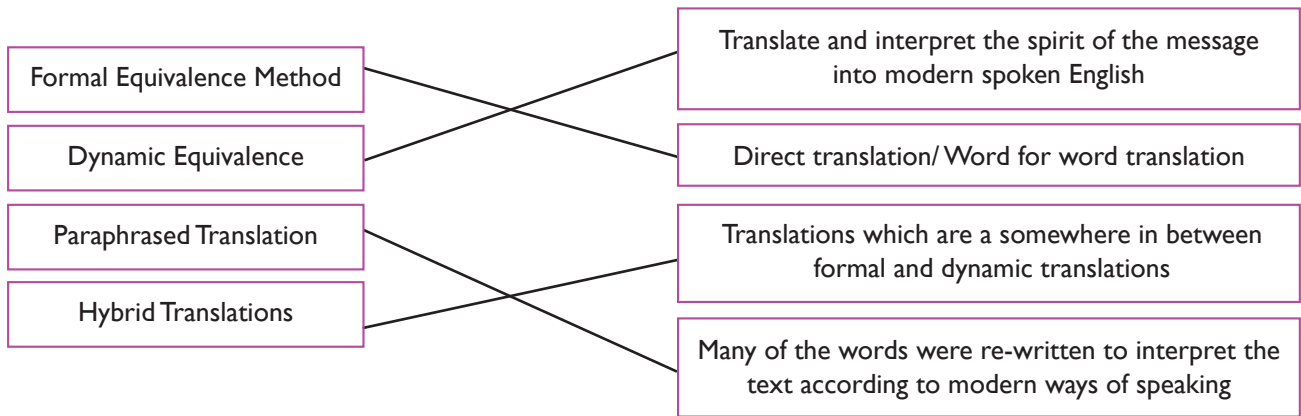 Formal Equivalence Method
Dynamic Equivalence
Paraphrased Translation
Hybrid Translations
Translate and interpret the spirit of the message
into modern spoken English
Direct translation/ Word for word translation
Translations which are a somewhere in between
formal and dynamic translations
Many of the words were re-written to interpret the
text according to modern ways of speaking